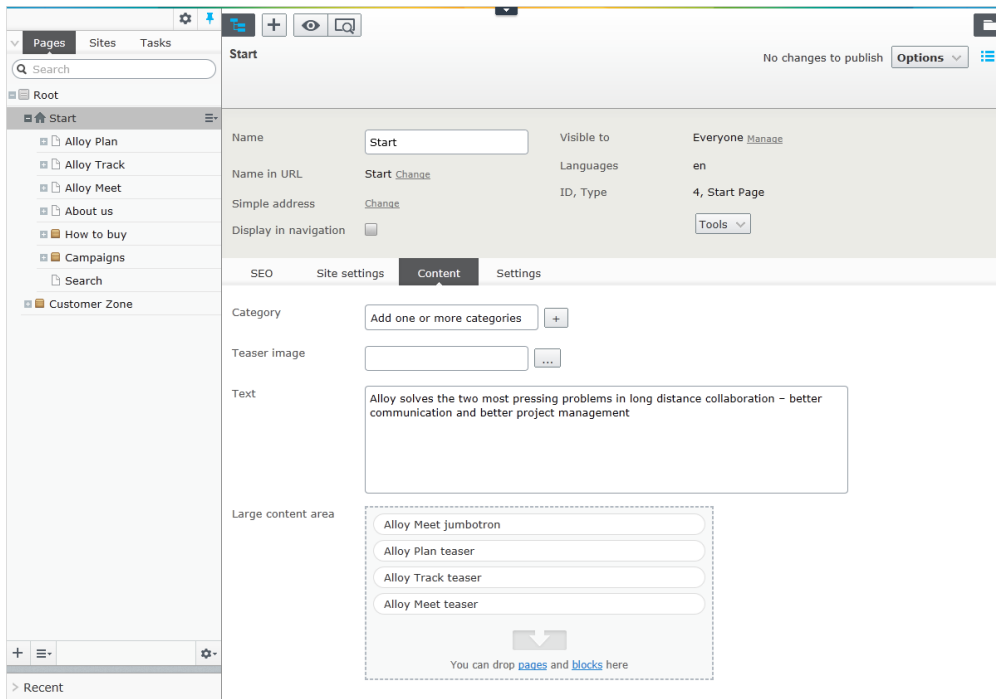 Pages Sites Tasks
Search
Root
Start
Alloy Plan
Alloy Track
Alloy Meet
About us
How to buy
Campaigns
Search
Customer Zone
Recent
Start
No changes to publish Options
Name Start
Name in URL Start Change
Simple address Change
Display in navigation
Visible to Everyone Manage
Languages en
ID, Type 4, Start Page
Tools
SEO Site settings Content Settings
Category Add one or more categories +
Teaser image ...
Text Alloy solves the two most pressing problems in long distance collaboration – better
communication and better project management
Large content area
Alloy Meet jumbotron
Alloy Plan teaser
Alloy Track teaser
Alloy Meet teaser
You can drop pages and blocks here